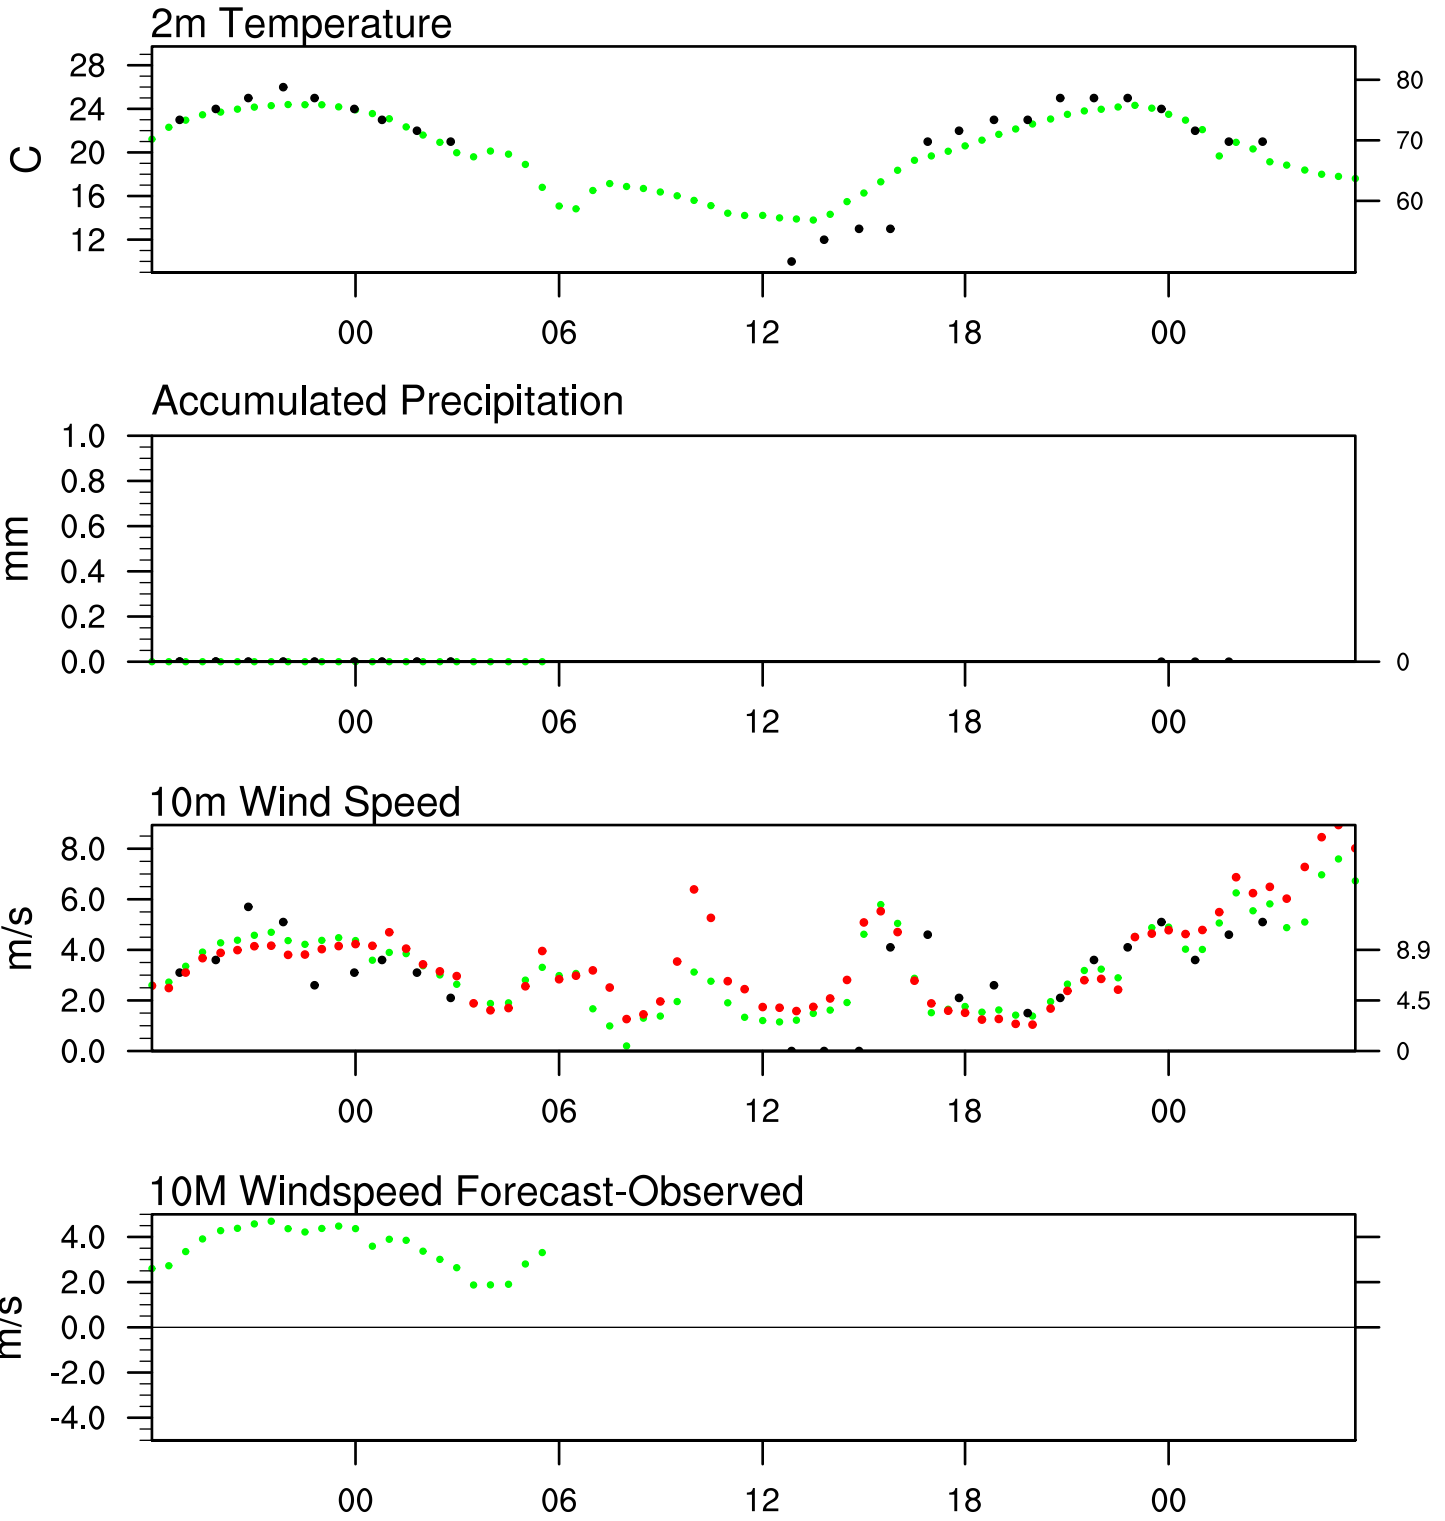 2m Temperature
28
24
20
16
12
C
80
70
60
00 06 12 18 00
Accumulated Precipitation
1.0
0.8
0.6
0.4
0.2
0.0
mm
0
00 06 12 18 00
10m Wind Speed
8.0
6.0
4.0
2.0
0.0
m/s
8.9
4.5
0
00 06 12 18 00
10M Windspeed Forecast-Observed
4.0
2.0
0.0
-2.0
-4.0
m/s
00 06 12 18 00